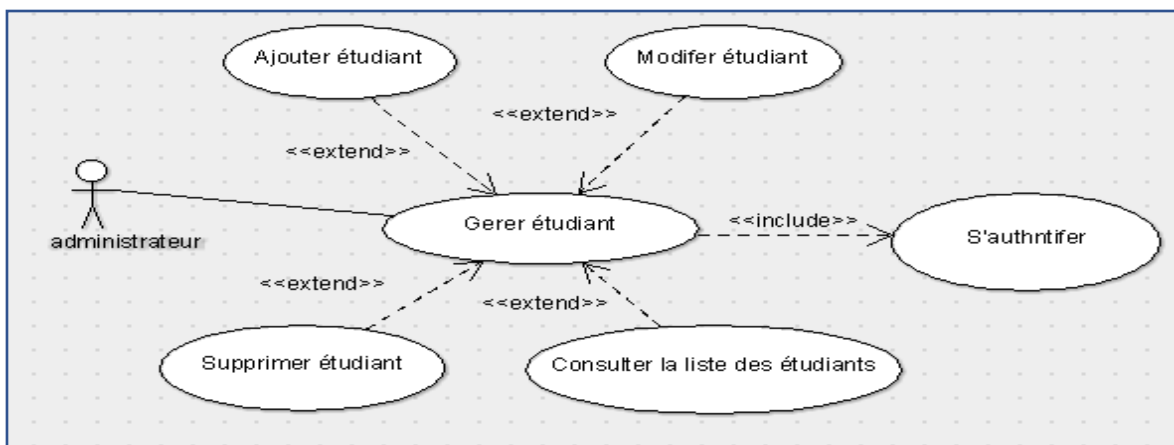 Ajouter étudiant
Modifer étudiant
<<extend>>
<<extend>>
administrateur
Gerer étudiant
<<include>>
S'authntifer
<<extend>>
<<extend>>
Supprimer étudiant
Consulter la liste des étudiants